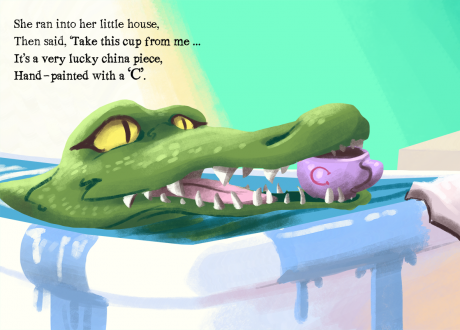 She ran into her little house,
Then said, ‘Take this cup from me ...
It’s a very lucky china piece,
Hand–painted with a ‘C’.
C